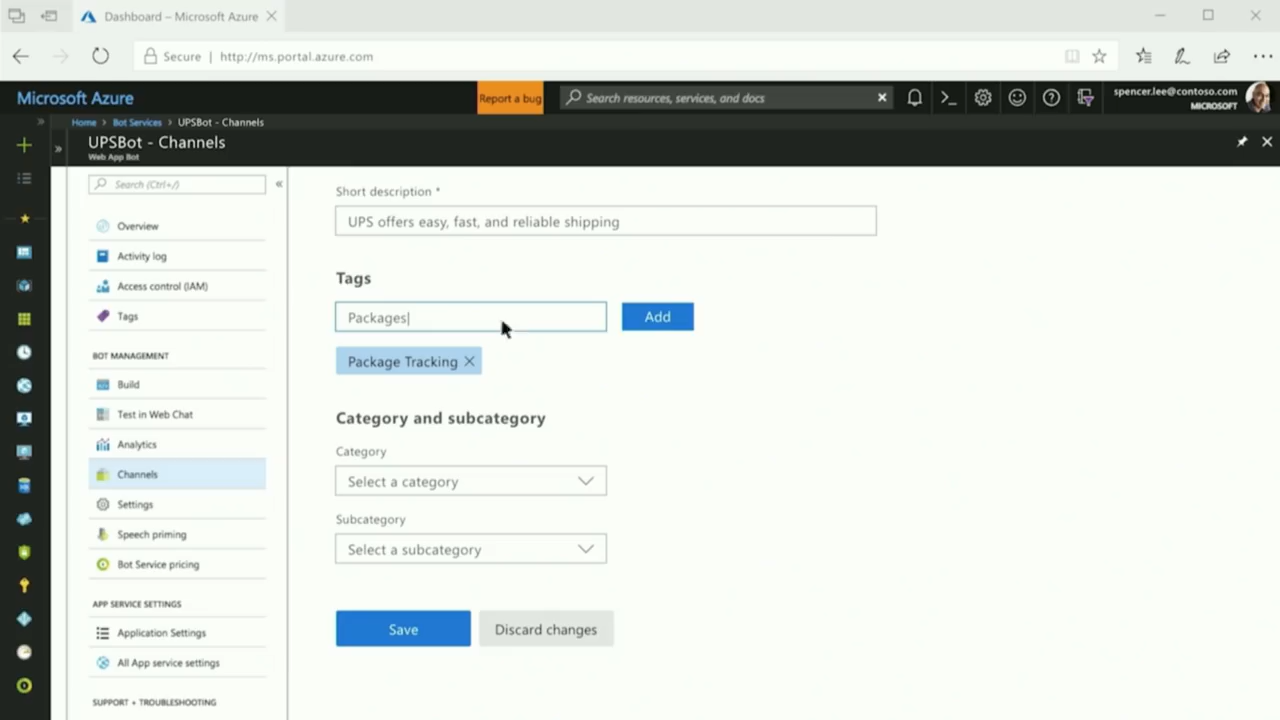 Dashboard – Microsoft Azure
Secure | http://ms.portal.azure.com
Microsoft Azure
Report a bug
Search resources, services, and docs
spencer.lee@contoso.com
MICROSOFT
Home > Bot Services > UPSBot - Channels
UPSBot - Channels
Web App Bot
Search (Ctrl+/)
Overview
Activity log
Access control (IAM)
Tags
BOT MANAGEMENT
Build
Test in Web Chat
Analytics
Channels
Settings
Speech priming
Bot Service pricing
APP SERVICE SETTINGS
Application Settings
All App service settings
SUPPORT + TROUBLESHOOTING
Short description *
UPS offers easy, fast, and reliable shipping
Tags
Packages
Add
Package Tracking
Category and subcategory
Category
Select a category
Subcategory
Select a subcategory
Save
Discard changes